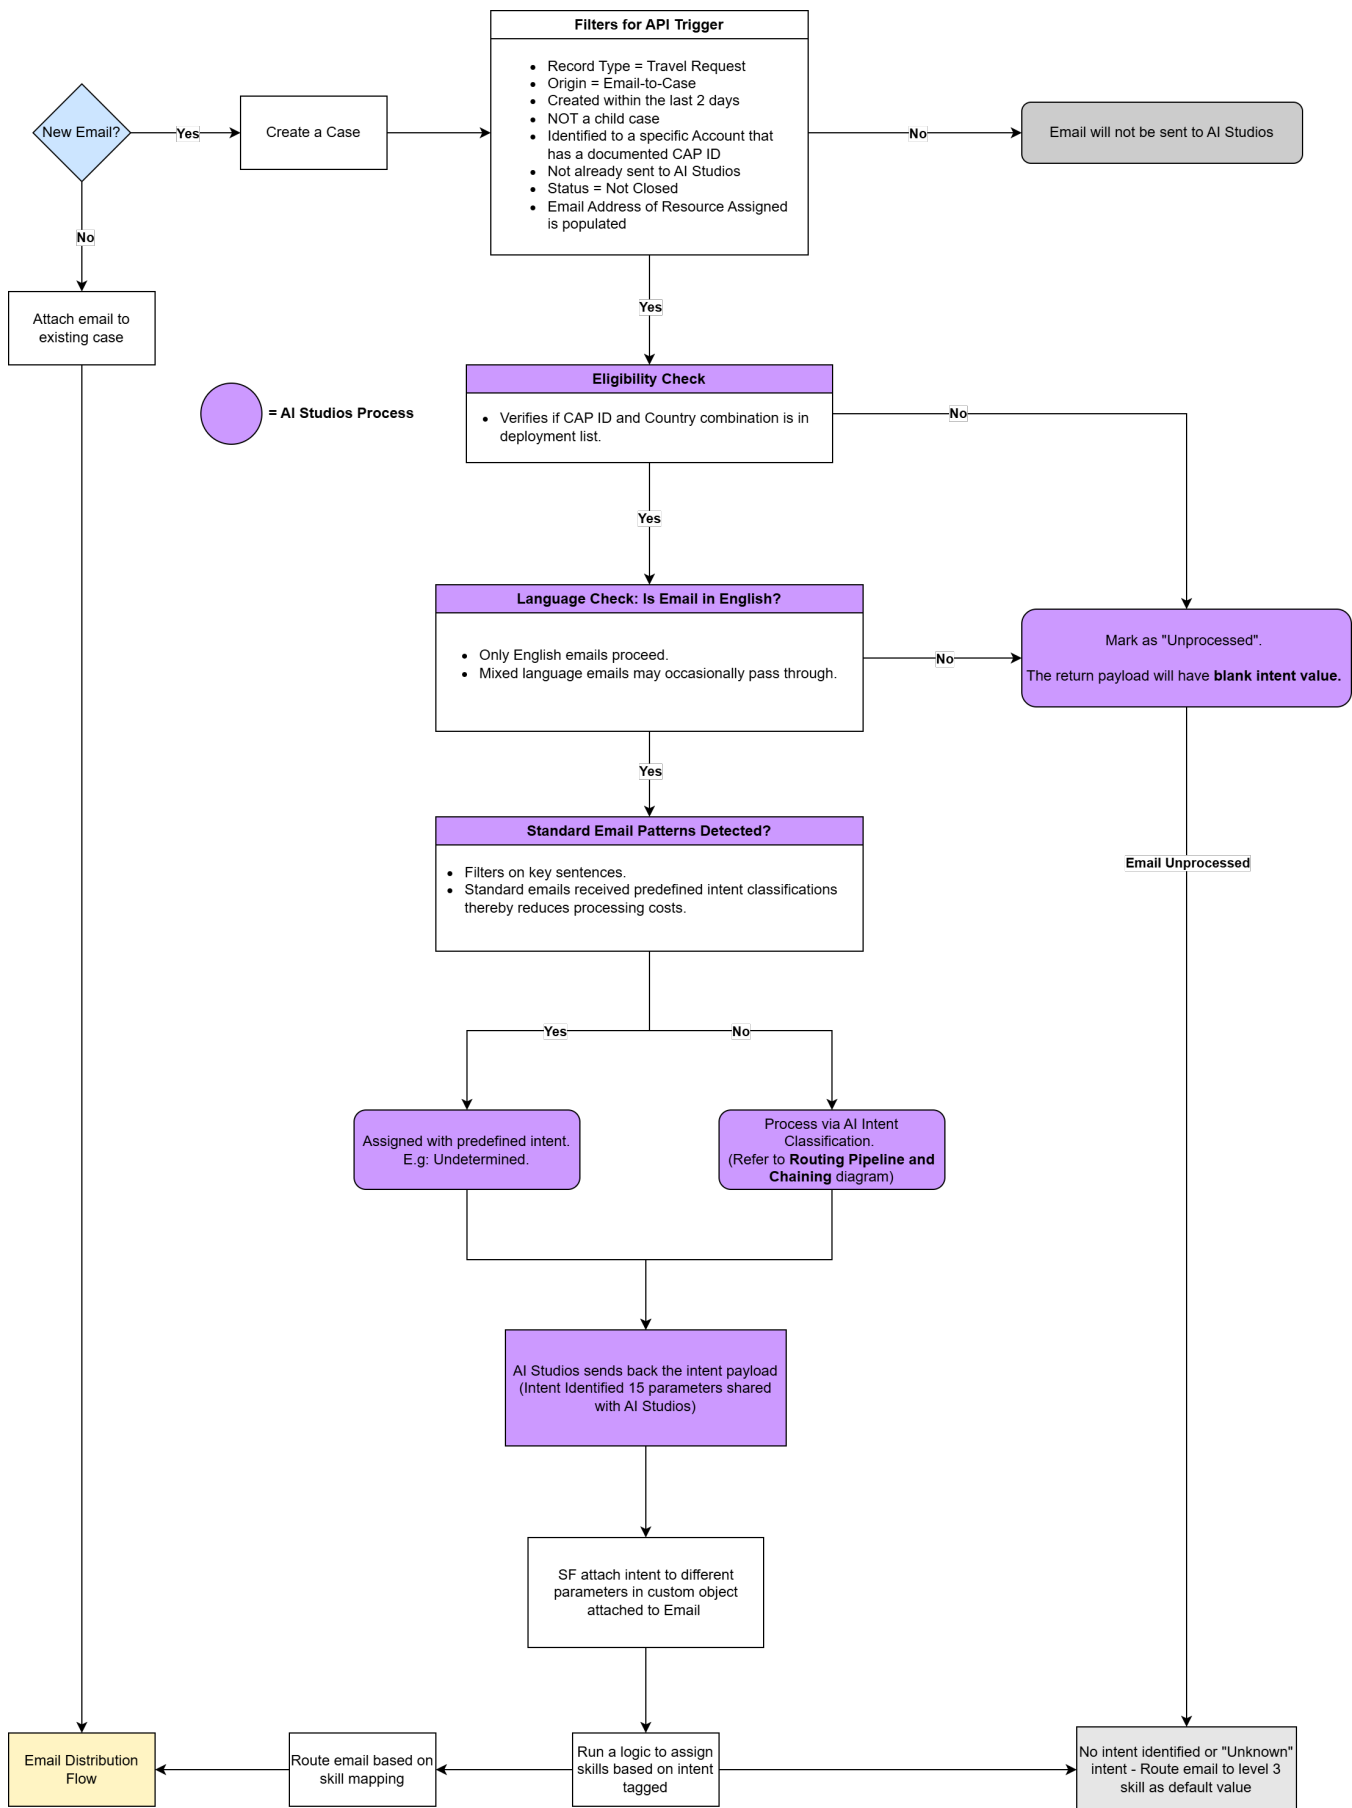 Filters for API Trigger
• Record Type = Travel Request
• Origin = Email-to-Case
• Created within the last 2 days
• NOT a child case
• Identified to a specific Account that
has a documented CAP ID
• Not already sent to AI Studios
• Status = Not Closed
• Email Address of Resource Assigned
is populated
New Email?
Yes
Create a Case
No
Email will not be sent to AI Studios
No
Attach email to
existing case
Yes
= AI Studios Process
Eligibility Check
• Verifies if CAP ID and Country combination is in
deployment list.
No
Yes
Language Check: Is Email in English?
• Only English emails proceed.
• Mixed language emails may occasionally pass through.
No
Mark as "Unprocessed".
The return payload will have blank intent value.
Yes
Standard Email Patterns Detected?
• Filters on key sentences.
• Standard emails received predefined intent classifications
thereby reduces processing costs.
Email Unprocessed
Yes
No
Assigned with predefined intent.
E.g: Undetermined.
Process via AI Intent
Classification.
(Refer to Routing Pipeline and
Chaining diagram)
AI Studios sends back the intent payload
(Intent Identified 15 parameters shared
with AI Studios)
SF attach intent to different
parameters in custom object
attached to Email
Email Distribution
Flow
Route email based on
skill mapping
Run a logic to assign
skills based on intent
tagged
No intent identified or "Unknown"
intent - Route email to level 3
skill as default value